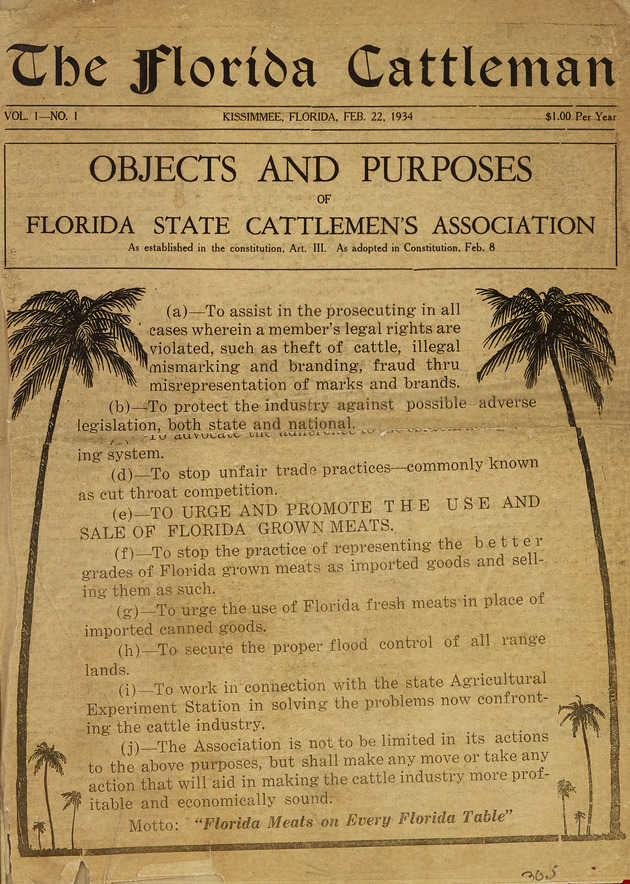 The Florida Cattleman
VOL. 1—NO. 1 KISSIMMEE, FLORIDA, FEB. 22, 1934 $1.00 Per Year
OBJECTS AND PURPOSES
OF
FLORIDA STATE CATTLEMEN'S ASSOCIATION
As established in the constitution, Art. III. As adopted in Constitution, Feb. 8
(a)—To assist in the prosecuting in all
cases wherein a member's legal rights are
violated, such as theft of cattle, illegal
mismarking and branding, fraud thru
misrepresentation of marks and brands.
(b)—To protect the industry against possible adverse
legislation, both state and national.
To advocate the adherence to
ing system.
(d)—To stop unfair trade practices—commonly known
as cut throat competition.
(e)—TO URGE AND PROMOTE THE USE AND
SALE OF FLORIDA GROWN MEATS.
(f)—To stop the practice of representing the better
grades of Florida grown meats as imported goods and sell-
ing them as such.
(g)—To urge the use of Florida fresh meats in place of
imported canned goods.
(h)—To secure the proper flood control of all range
lands.
(i)—To work in connection with the state Agricultural
Experiment Station in solving the problems now confront-
ing the cattle industry.
(j)—The Association is not to be limited in its actions
to the above purposes, but shall make any move or take any
action that will aid in making the cattle industry more prof-
itable and economically sound.
Motto: "Florida Meats on Every Florida Table"